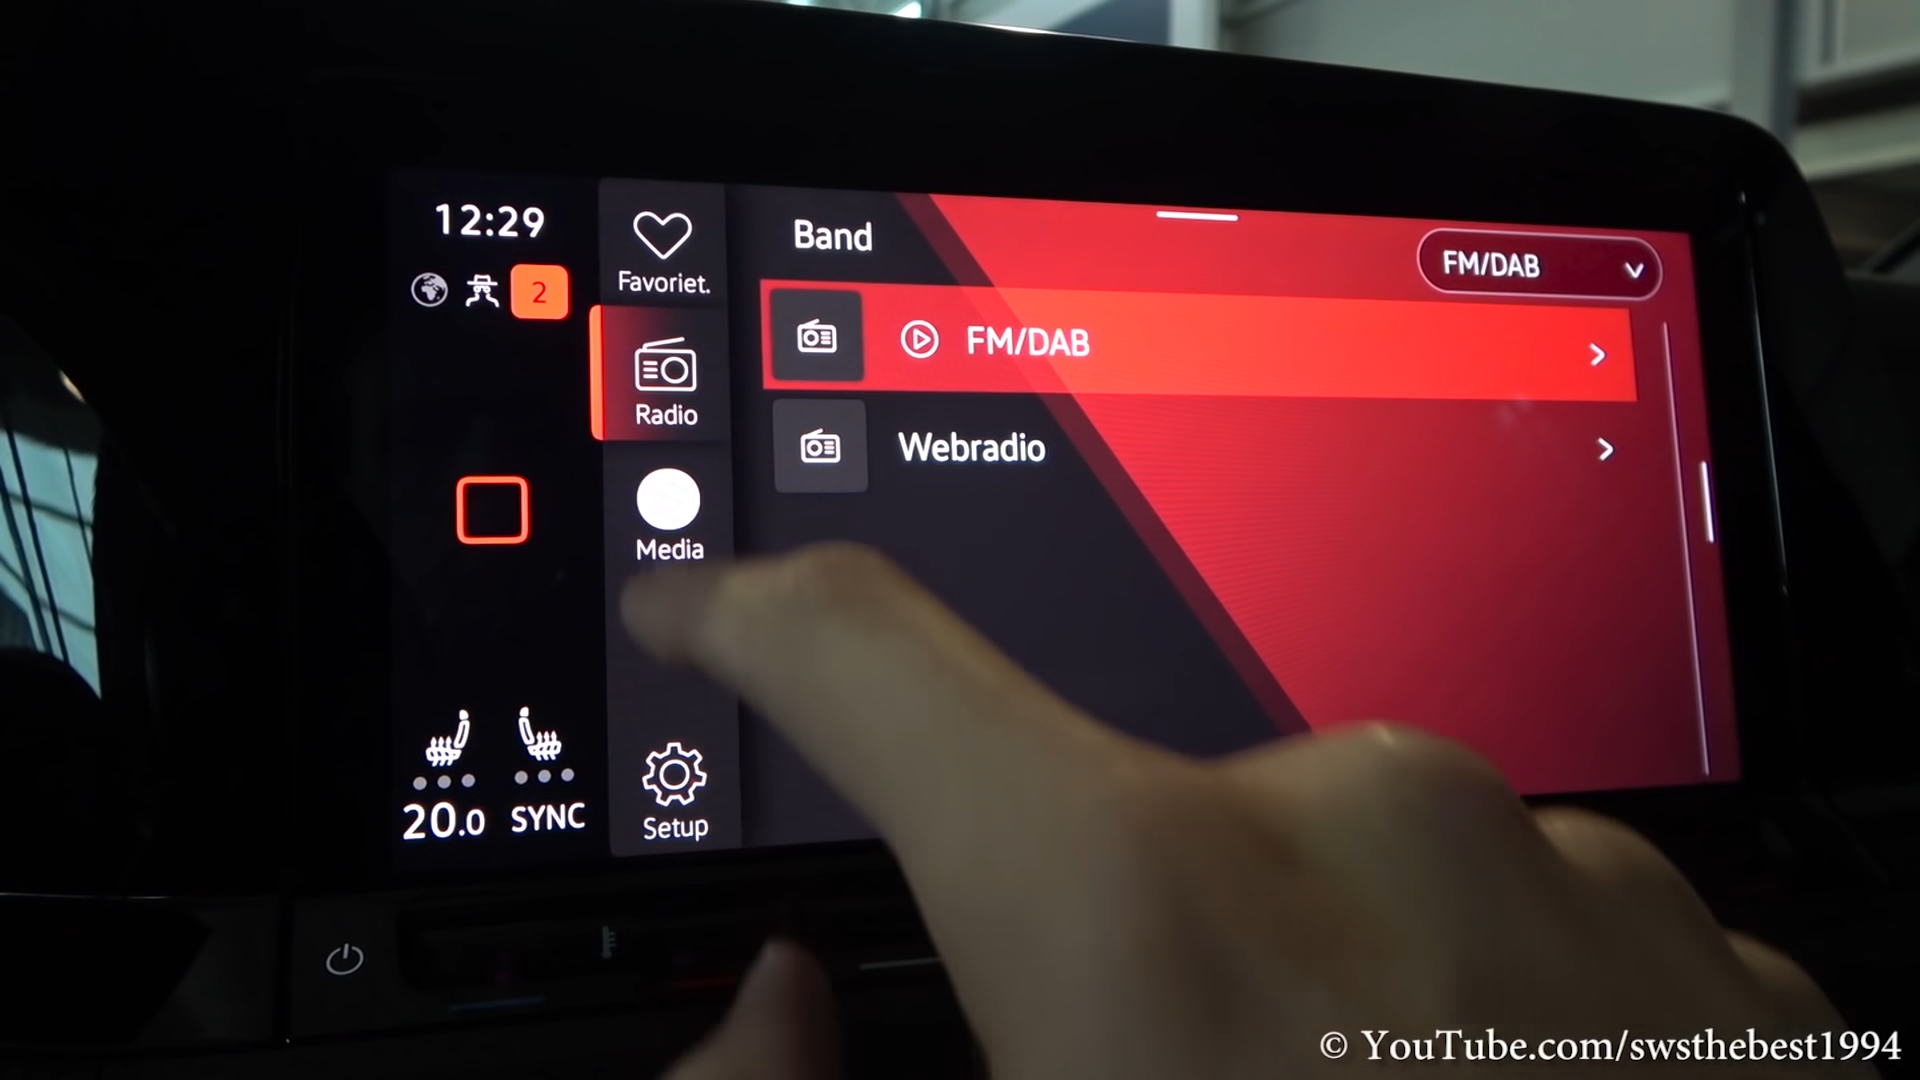 12:29
2
Favoriet.
Radio
Media
Setup
20.0 SYNC
Band
FM/DAB
FM/DAB
Webradio
© YouTube.com/swsthebest1994